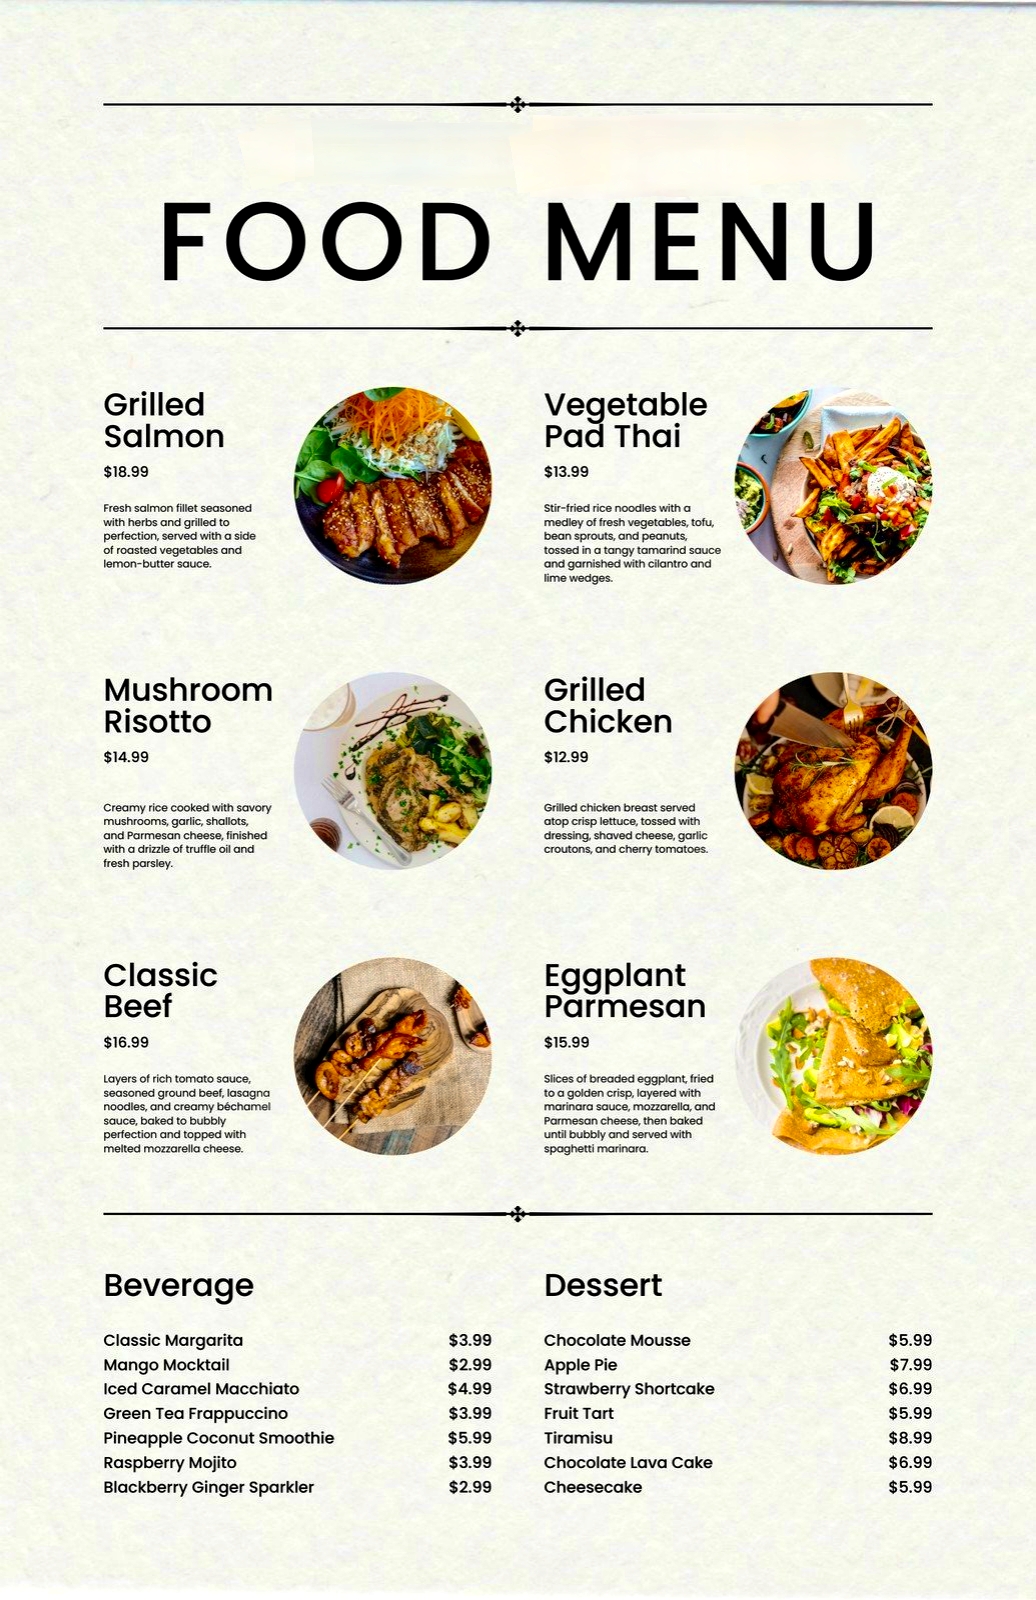 FOOD MENU
Grilled
Salmon
$18.99
Fresh salmon fillet seasoned
with herbs and grilled to
perfection, served with a side
of roasted vegetables and
lemon-butter sauce.
Vegetable
Pad Thai
$13.99
Stir-fried rice noodles with a
medley of fresh vegetables, tofu,
bean sprouts, and peanuts,
tossed in a tangy tamarind sauce
and garnished with cilantro and
lime wedges.
Mushroom
Risotto
$14.99
Creamy rice cooked with savory
mushrooms, garlic, shallots,
and Parmesan cheese, finished
with a drizzle of truffle oil and
fresh parsley.
Grilled
Chicken
$12.99
Grilled chicken breast served
atop crisp lettuce, tossed with
dressing, shaved cheese, garlic
croutons, and cherry tomatoes.
Classic
Beef
$16.99
Layers of rich tomato sauce,
seasoned ground beef, lasagna
noodles, and creamy béchamel
sauce, baked to bubbly
perfection and topped with
melted mozzarella cheese.
Eggplant
Parmesan
$15.99
Slices of breaded eggplant, fried
to a golden crisp, layered with
marinara sauce, mozzarella, and
Parmesan cheese, then baked
until bubbly and served with
spaghetti marinara.
Beverage
Classic Margarita $3.99
Mango Mocktail $2.99
Iced Caramel Macchiato $4.99
Green Tea Frappuccino $3.99
Pineapple Coconut Smoothie $5.99
Raspberry Mojito $3.99
Blackberry Ginger Sparkler $2.99
Dessert
Chocolate Mousse $5.99
Apple Pie $7.99
Strawberry Shortcake $6.99
Fruit Tart $5.99
Tiramisu $8.99
Chocolate Lava Cake $6.99
Cheesecake $5.99